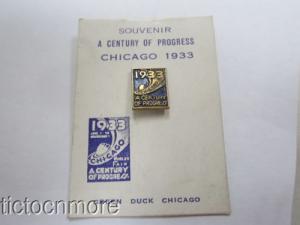 SOUVENIR
A CENTURY OF PROGRESS
CHICAGO 1933
1933
A CENTURY
OF PROGRESS
1933
CHICAGO
FAIR
A CENTURY
OF PROGRESS
GREEN DUCK CHICAGO
tictocnmore